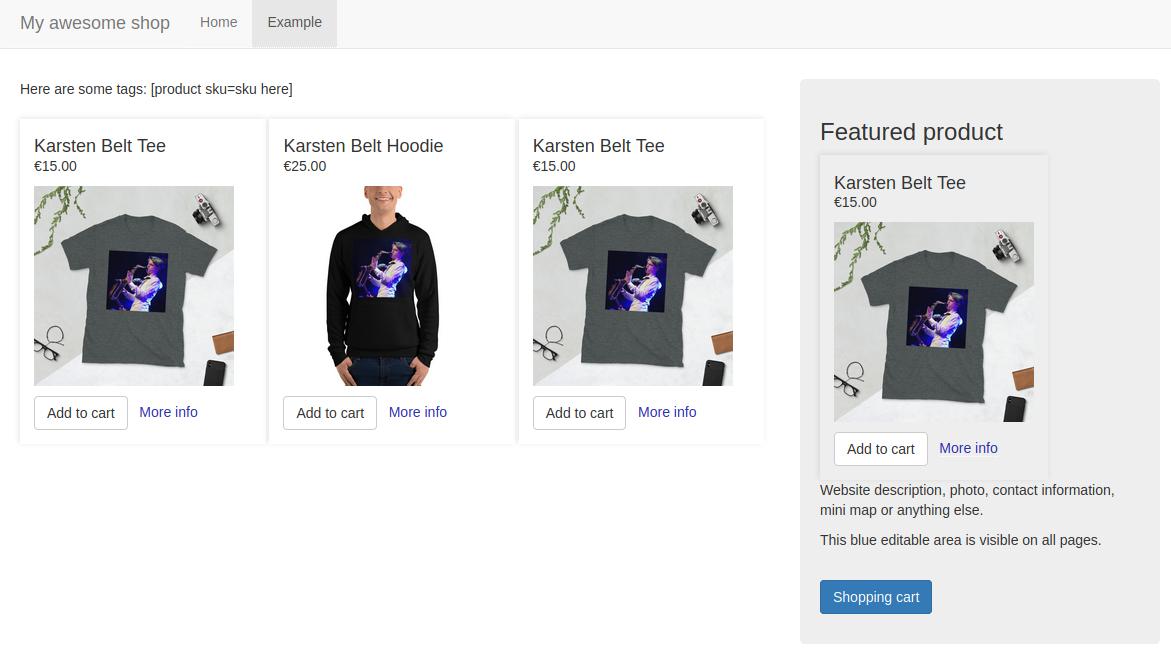 My awesome shop Home Example
Here are some tags: [product sku=sku here]
Karsten Belt Tee
€15.00
Add to cart More info
Karsten Belt Hoodie
€25.00
Add to cart More info
Karsten Belt Tee
€15.00
Add to cart More info
Featured product
Karsten Belt Tee
€15.00
Add to cart More info
Website description, photo, contact information,
mini map or anything else.
This blue editable area is visible on all pages.
Shopping cart